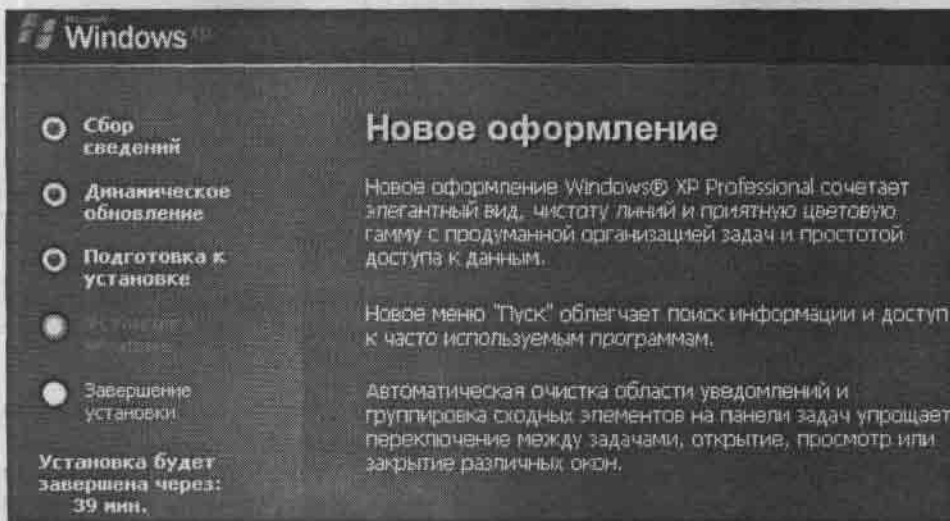 Windows xp
Сбор
сведений
Динамическое
обновление
Подготовка к
установке
Завершение
установки
Установка будет
завершена через:
39 мин.
Новое оформление
Новое оформление Windows® XP Professional сочетает
элегантный вид, чистоту линий и приятную цветовую
гамму с продуманной организацией задач и простотой
доступа к данным.
Новое меню "Пуск" облегчает поиск информации и доступ
к часто используемым программам.
Автоматическая очистка области уведомлений и
группировка сходных элементов на панели задач упрощает
переключение между задачами, открытие, просмотр или
закрытие различных окон.